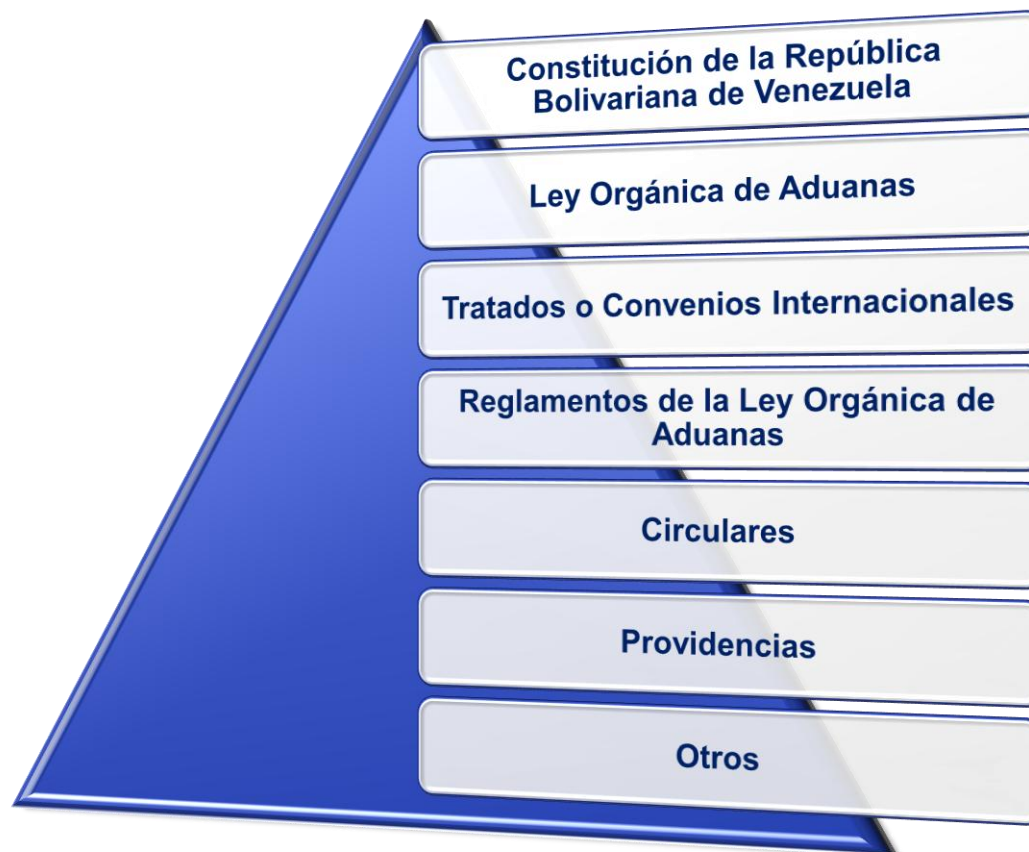 Constitución de la República
Bolivariana de Venezuela
Ley Orgánica de Aduanas
Tratados o Convenios Internacionales
Reglamentos de la Ley Orgánica de
Aduanas
Circulares
Providencias
Otros